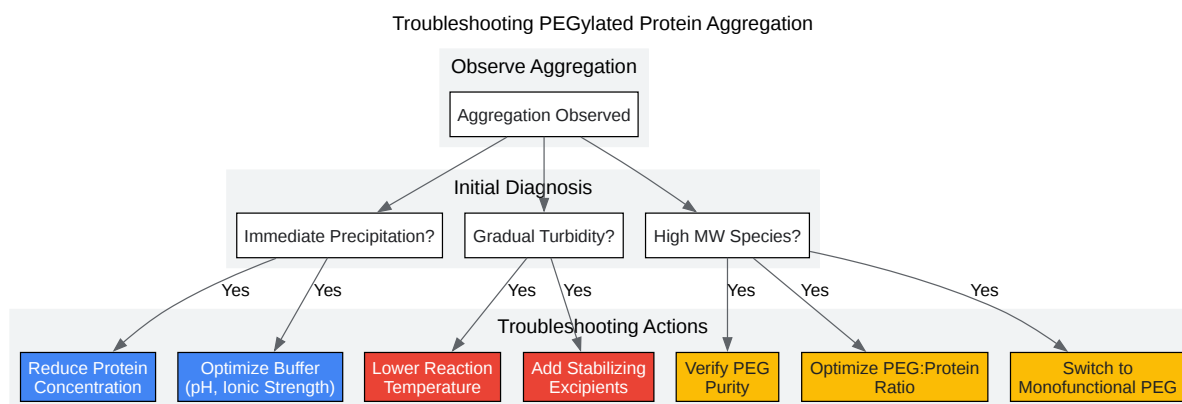 Troubleshooting PEGylated Protein Aggregation
Observe Aggregation
Aggregation Observed
Initial Diagnosis
Immediate Precipitation?
Gradual Turbidity?
High MW Species?
Yes
Yes
Yes
Yes
Yes
Yes
Yes
Troubleshooting Actions
Reduce Protein
Concentration
Optimize Buffer
(pH, Ionic Strength)
Lower Reaction
Temperature
Add Stabilizing
Excipients
Verify PEG
Purity
Optimize PEG:Protein
Ratio
Switch to
Monofunctional PEG